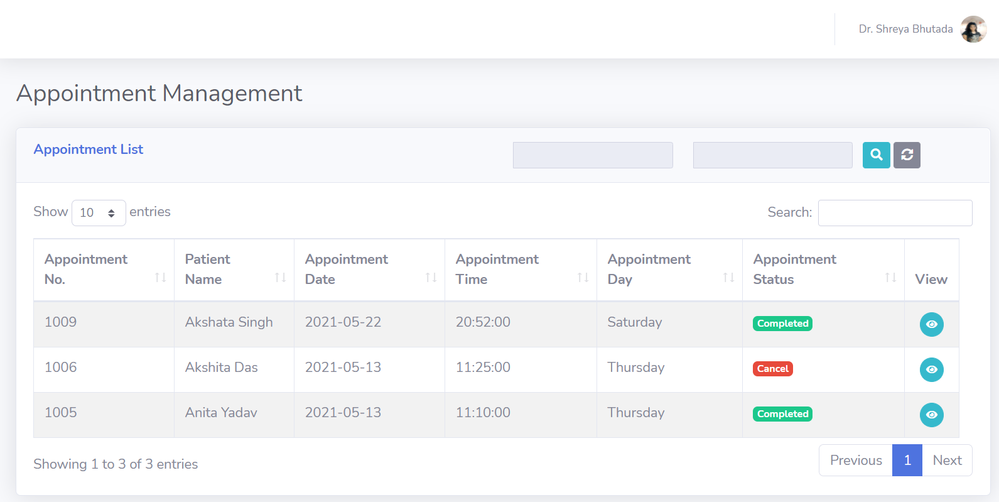 Dr. Shreya Bhutada
Appointment Management
Appointment List
Show 10 entries
Search:
Appointment No. Patient Name Appointment Date Appointment Time Appointment Day Appointment Status View
1009 Akshata Singh 2021-05-22 20:52:00 Saturday Completed
1006 Akshita Das 2021-05-13 11:25:00 Thursday Cancel
1005 Anita Yadav 2021-05-13 11:10:00 Thursday Completed
Showing 1 to 3 of 3 entries
Previous 1 Next